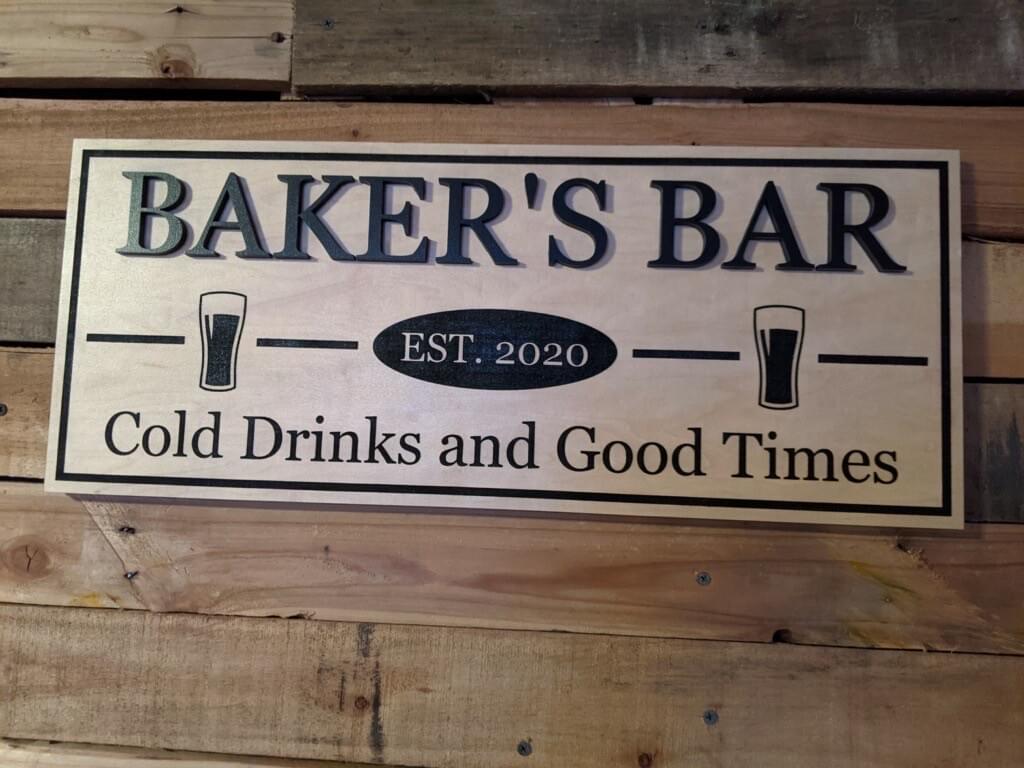 BAKER'S BAR
EST. 2020
Cold Drinks and Good Times